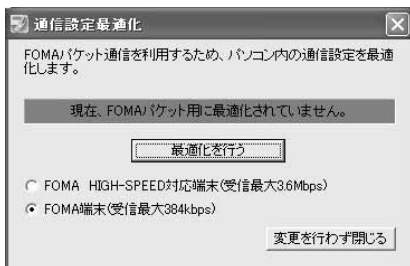 通信設定最適化
FOMAパケット通信を利用するため、パソコン内の通信設定を最適
化します。
現在、FOMAパケット用に最適化されていません。
最適化を行う
FOMA HIGH-SPEED対応端末(受信最大3.6Mbps)
FOMA端末(受信最大384kbps)
変更を行わず閉じる